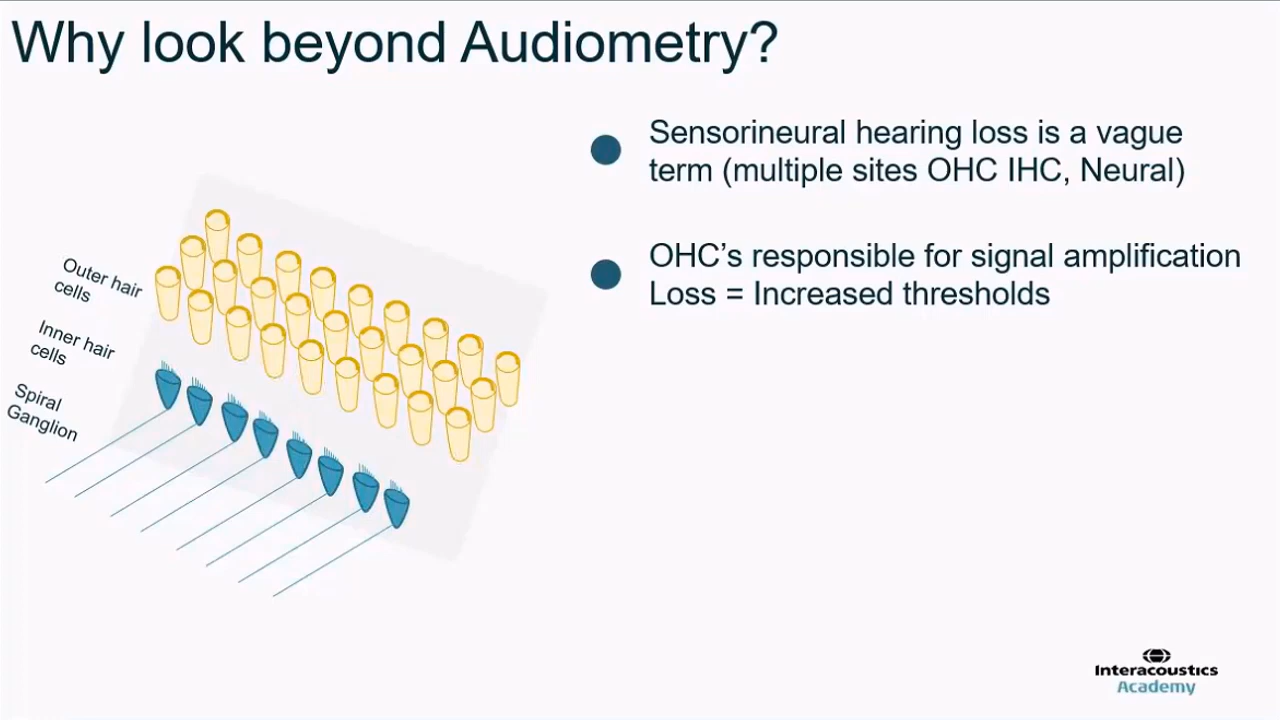 Why look beyond Audiometry?
Sensorineural hearing loss is a vague
term (multiple sites OHC IHC, Neural)
OHC's responsible for signal amplification
Loss = Increased thresholds
Outer hair
cells
Inner hair
cells
Spiral
Ganglion
Interacoustics
Academy